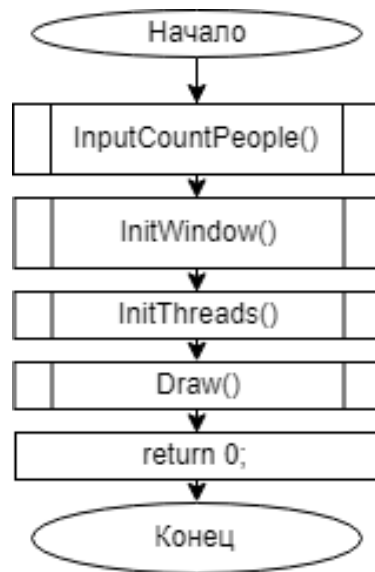 Начало
InputCountPeople()
InitWindow()
InitThreads()
Draw()
return 0;
Конец